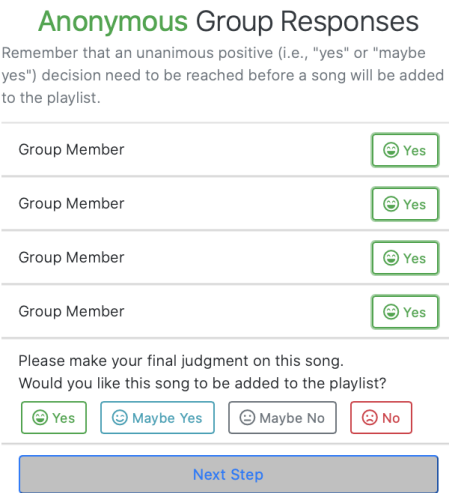 Anonymous Group Responses
Remember that an unanimous positive (i.e., "yes" or "maybe
yes") decision need to be reached before a song will be added
to the playlist.
Group Member Yes
Group Member Yes
Group Member Yes
Group Member Yes
Please make your final judgment on this song.
Would you like this song to be added to the playlist?
Yes Maybe Yes Maybe No No
Next Step